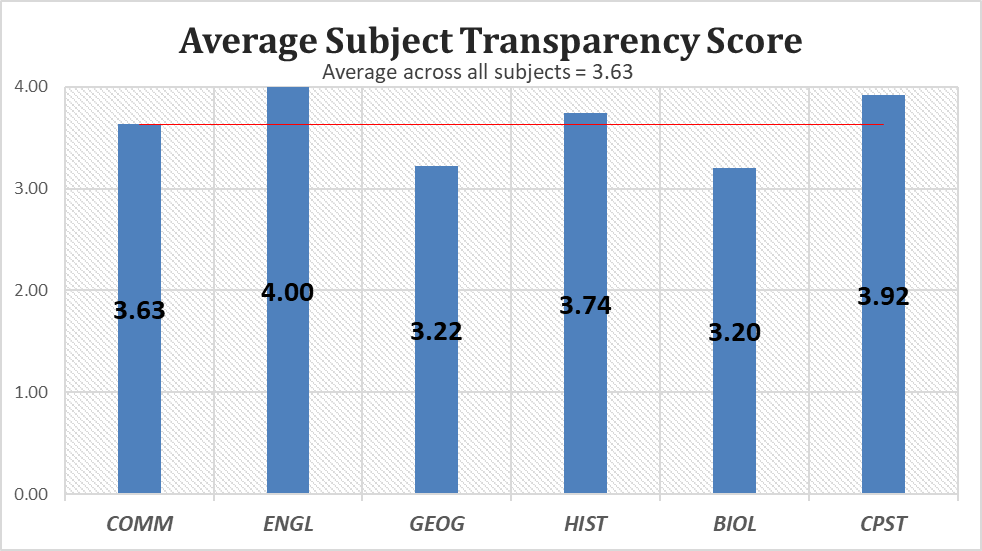 Average Subject Transparency Score
Average across all subjects = 3.63
4.00
3.00
2.00
1.00
0.00
3.63
4.00
3.22
3.74
3.20
3.92
COMM
ENGL
GEOG
HIST
BIOL
CPST